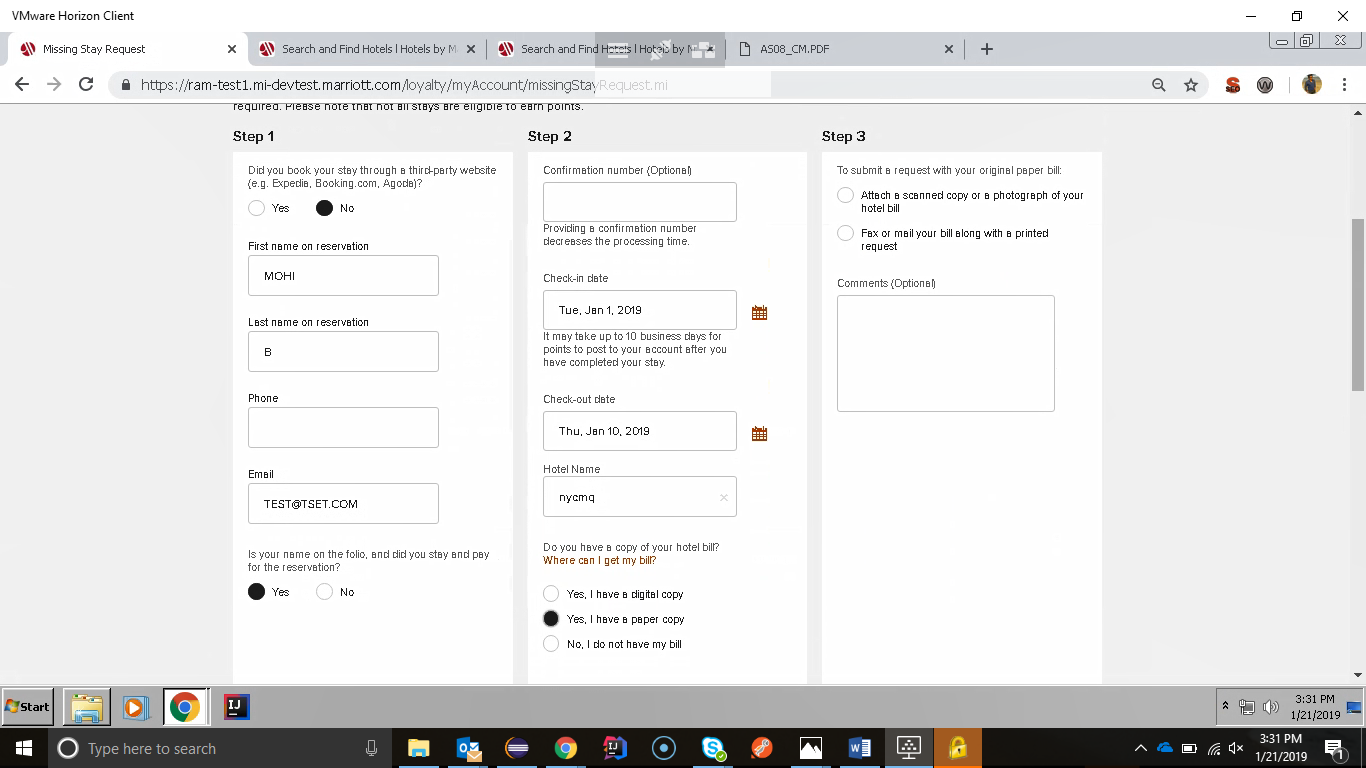 VMware Horizon Client
Missing Stay Request
Search and Find Hotels | Hotels by M
Search and Find Hotels | Hotels by M
AS08_CM.PDF
https://ram-test1.mi-devtest.marriott.com/loyalty/myAccount/missingStayRequest.mi
required. Please note that not all stays are eligible to earn points.
Step 1
Did you book your stay through a third-party website
(e.g. Expedia, Booking.com, Agoda)?
Yes No
First name on reservation
MOHI
Last name on reservation
B
Phone
Email
TEST@TSET.COM
Is your name on the folio, and did you stay and pay
for the reservation?
Yes No
Step 2
Confirmation number (Optional)
Providing a confirmation number
decreases the processing time.
Check-in date
Tue, Jan 1, 2019
It may take up to 10 business days for
points to post to your account after you
have completed your stay.
Check-out date
Thu, Jan 10, 2019
Hotel Name
nycmq
Do you have a copy of your hotel bill?
Where can I get my bill?
Yes, I have a digital copy
Yes, I have a paper copy
No, I do not have my bill
Step 3
To submit a request with your original paper bill:
Attach a scanned copy or a photograph of your
hotel bill
Fax or mail your bill along with a printed
request
Comments (Optional)
Start
3:31 PM
1/21/2019
Type here to search
3:31 PM
1/21/2019